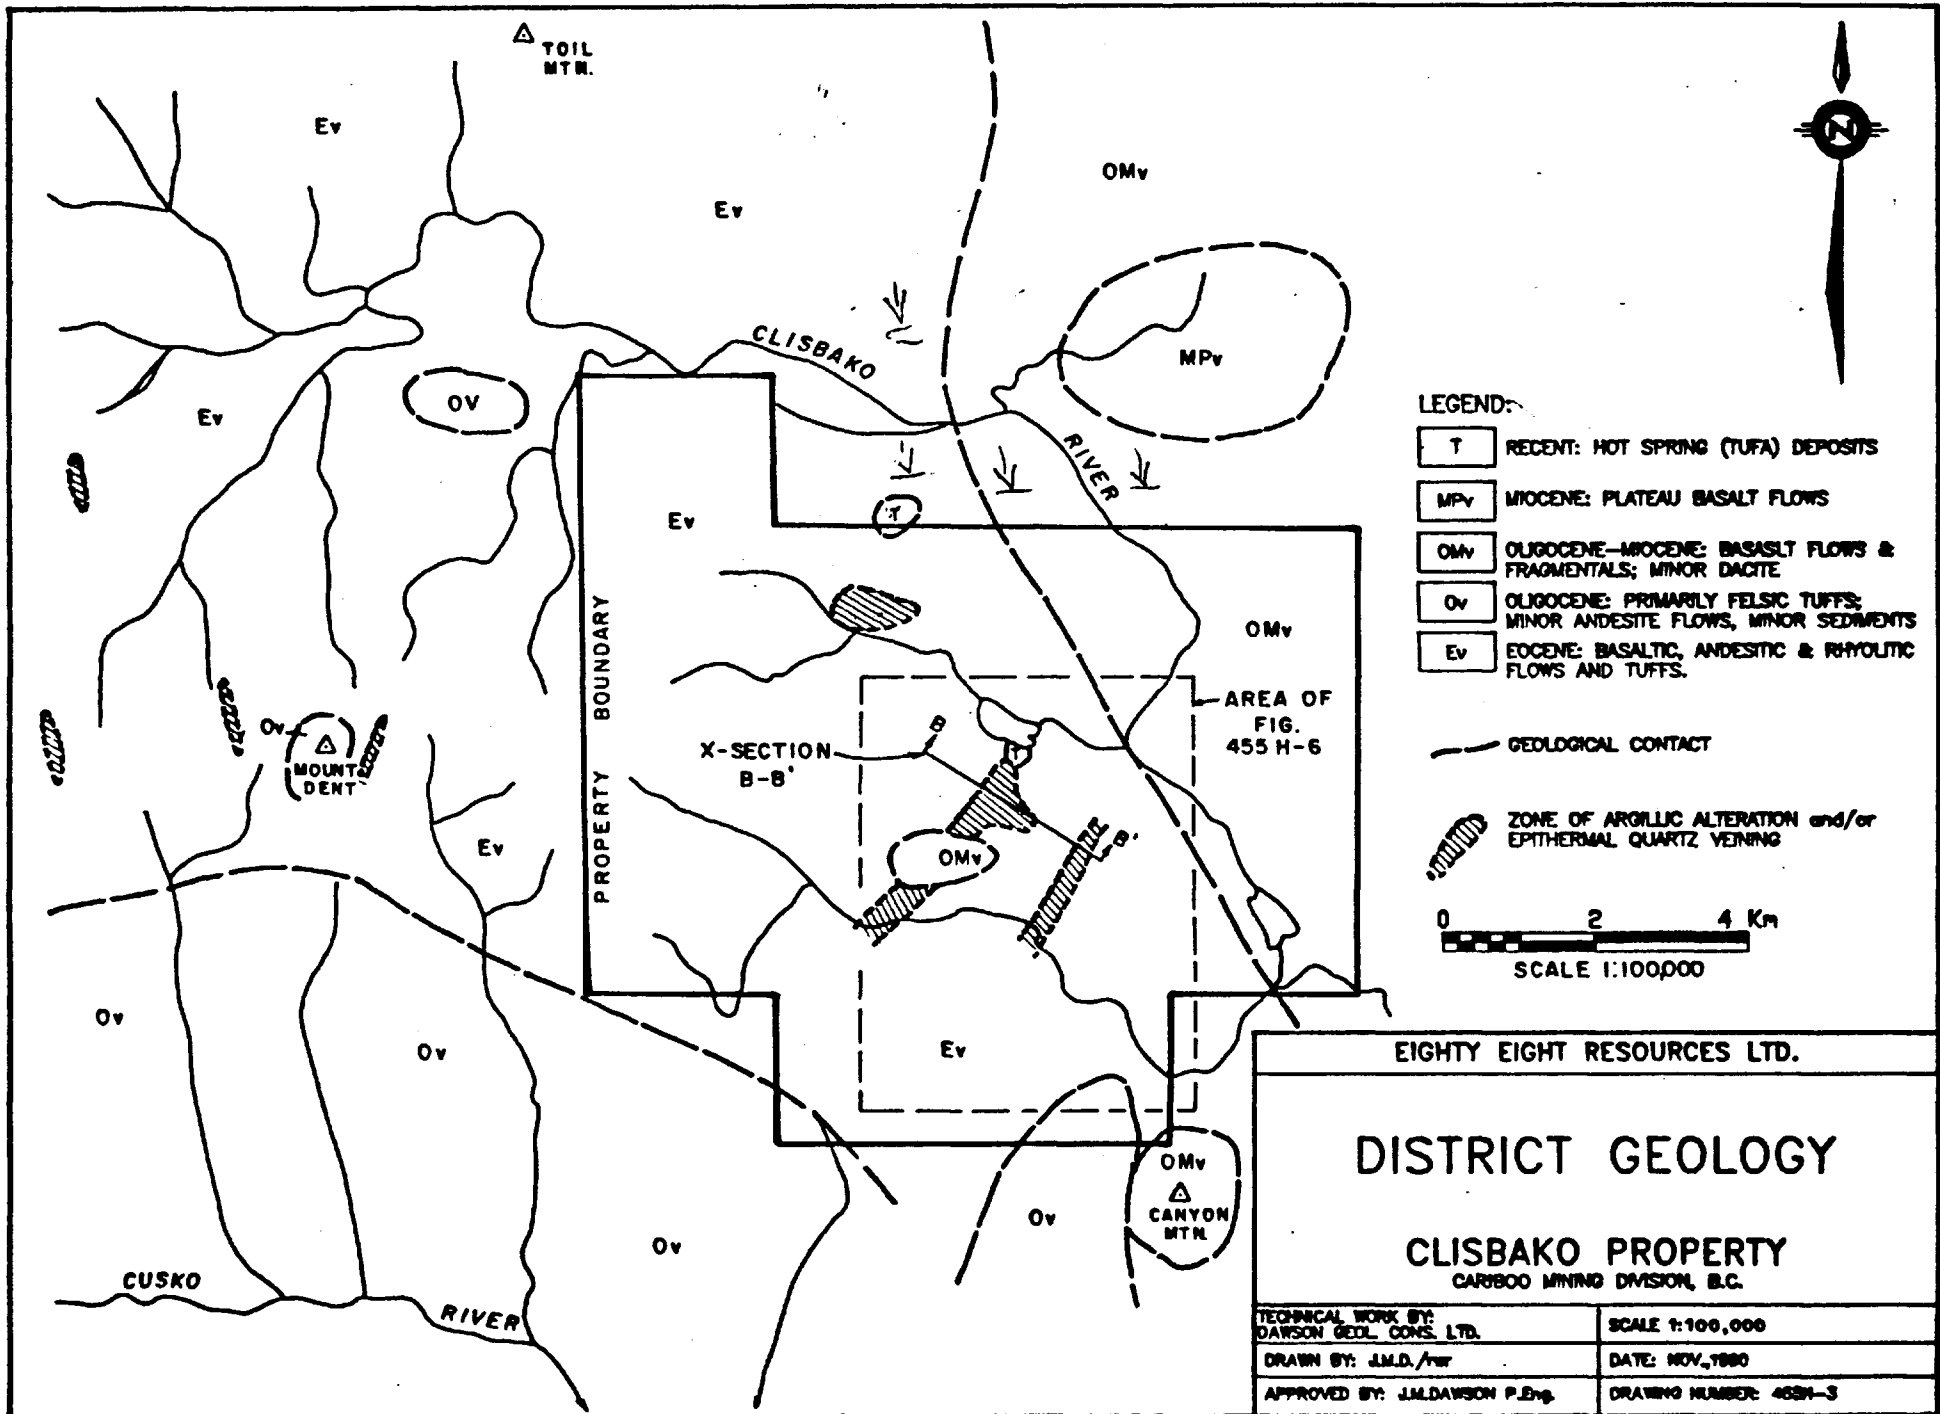 TOIL
MTN.
Ev
OMv
Ev
CLISBAKO
MPv
OV
Ev
RIVER
LEGEND:
T RECENT: HOT SPRING (TUFA) DEPOSITS
MPv MIOCENE: PLATEAU BASALT FLOWS
OMv OLIGOCENE-MIOCENE: BASASLT FLOWS &
FRAGMENTALS; MINOR DACITE
Ov OLIGOCENE: PRIMARILY FELSIC TUFFS;
MINOR ANDESITE FLOWS, MINOR SEDIMENTS
Ev EOCENE: BASALTIC, ANDESITIC & RHYOLITIC
FLOWS AND TUFFS.
GEOLOGICAL CONTACT
ZONE OF ARGILLIC ALTERATION and/or
EPITHERMAL QUARTZ VEINING
0 2 4 Km
SCALE 1:100,000
N
Ev
T
OMv
PROPERTY BOUNDARY
AREA OF
FIG.
455 H-6
X-SECTION
B-B'
B
T
B'
Ov
MOUNT
DENT
Ev
OMv
Ov
Ov
Ev
OMv
CANYON
MTN.
Ov
Ov
CUSKO
RIVER
EIGHTY EIGHT RESOURCES LTD.
DISTRICT GEOLOGY
CLISBAKO PROPERTY
CARIBOO MINING DIVISION, B.C.
TECHNICAL WORK BY:
DAWSON GEOL. CONS. LTD.
SCALE 1:100,000
DRAWN BY: J.M.D./rwr
DATE: NOV.,1990
APPROVED BY: J.M.DAWSON P.Eng.
DRAWING NUMBER: 455H-3